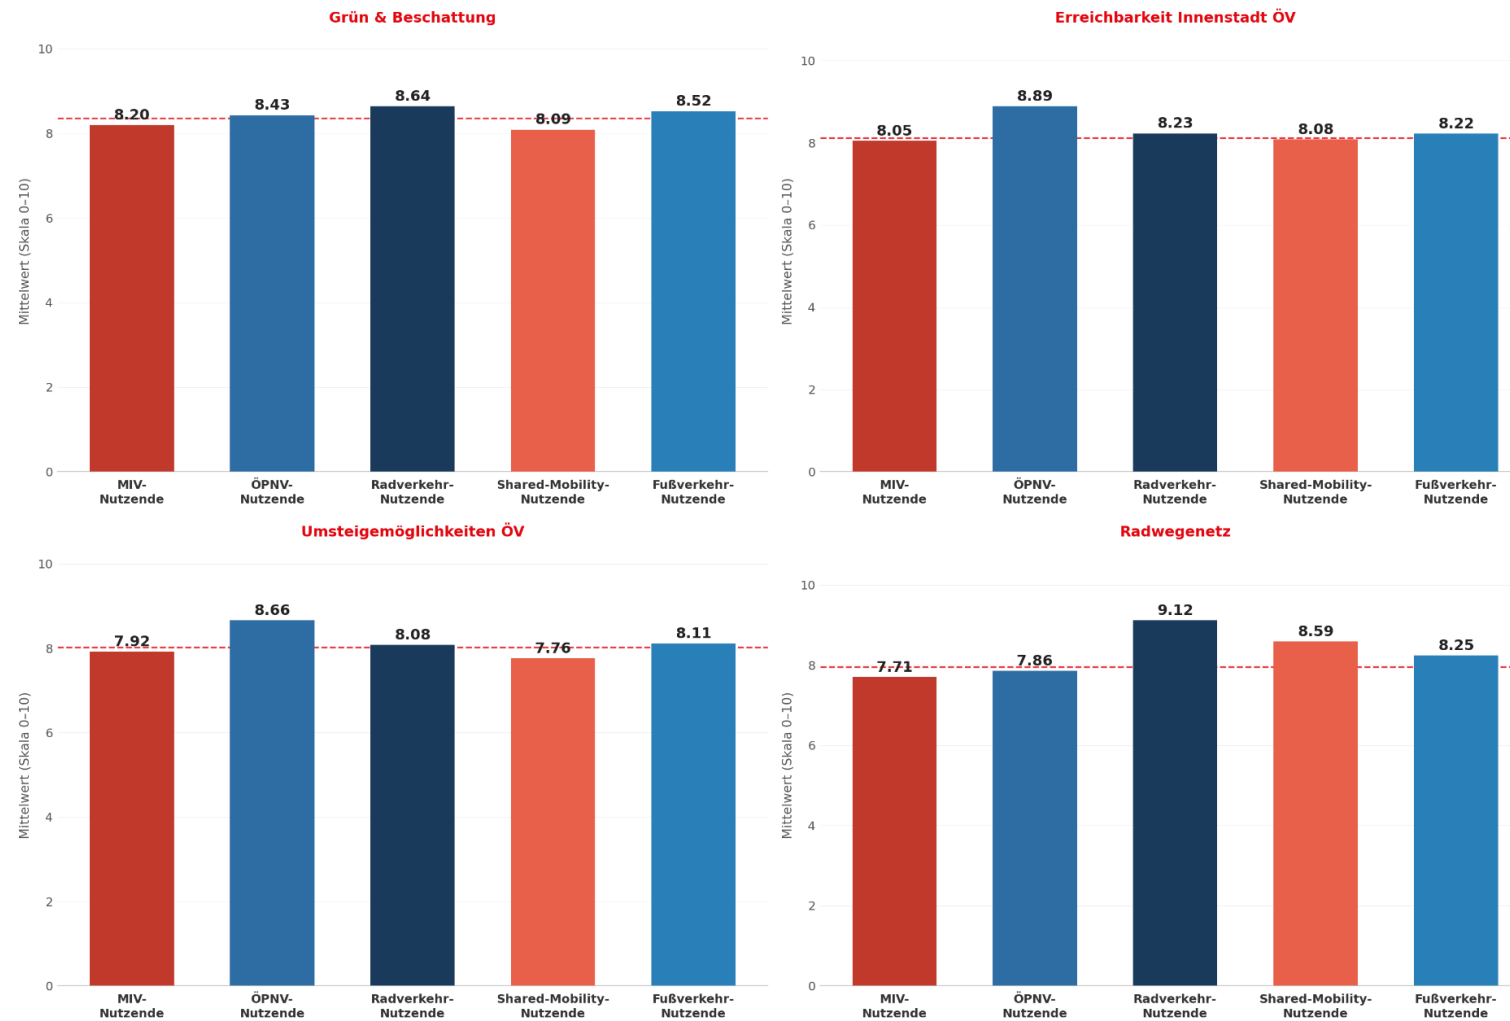 Grün & Beschattung
Mittelwert (Skala 0–10)
10
8
6
4
2
0
8.20
8.43
8.64
8.09
8.52
MIV-
Nutzende
ÖPNV-
Nutzende
Radverkehr-
Nutzende
Shared-Mobility-
Nutzende
Fußverkehr-
Nutzende
Erreichbarkeit Innenstadt ÖV
Mittelwert (Skala 0–10)
10
8
6
4
2
0
8.05
8.89
8.23
8.08
8.22
MIV-
Nutzende
ÖPNV-
Nutzende
Radverkehr-
Nutzende
Shared-Mobility-
Nutzende
Fußverkehr-
Nutzende
Umsteigemöglichkeiten ÖV
Mittelwert (Skala 0–10)
10
8
6
4
2
0
7.92
8.66
8.08
7.76
8.11
MIV-
Nutzende
ÖPNV-
Nutzende
Radverkehr-
Nutzende
Shared-Mobility-
Nutzende
Fußverkehr-
Nutzende
Radwegenetz
Mittelwert (Skala 0–10)
10
8
6
4
2
0
7.71
7.86
9.12
8.59
8.25
MIV-
Nutzende
ÖPNV-
Nutzende
Radverkehr-
Nutzende
Shared-Mobility-
Nutzende
Fußverkehr-
Nutzende